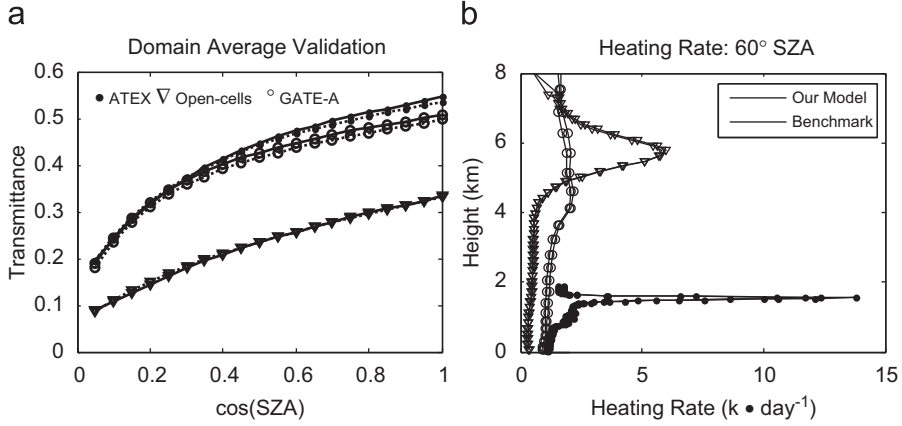 a
Domain Average Validation
0.6
0.5
0.4
0.3
0.2
0.1
0
Transmittance
● ATEX ∇ Open-cells ○ GATE-A
0 0.2 0.4 0.6 0.8 1
cos(SZA)
b
Heating Rate: 60° SZA
8
6
4
2
0
Height (km)
Our Model
Benchmark
0 5 10 15
Heating Rate (k • day-1)